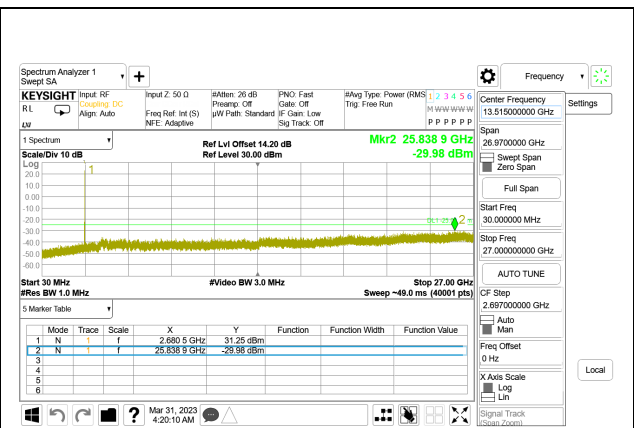 Spectrum Analyzer 1
Swept SA
Frequency
KEYSIGHT
RL
Input: RF
Coupling: DC
Align: Auto
Input Z: 50 Ω
Freq Ref: Int (S)
NFE: Adaptive
#Atten: 26 dB
Preamp: Off
µW Path: Standard
PNO: Fast
Gate: Off
IF Gain: Low
Sig Track: Off
#Avg Type: Power (RMS
Trig: Free Run
1 2 3 4 5 6
M W W W W W
P P P P P P
Settings
Center Frequency
13.515000000 GHz
Span
26.9700000 GHz
Swept Span
Zero Span
Full Span
Start Freq
30.000000 MHz
Stop Freq
27.000000000 GHz
AUTO TUNE
CF Step
2.697000000 GHz
Auto
Man
Freq Offset
0 Hz
X Axis Scale
Log
Lin
Signal Track
(Span Zoom)
Local
1 Spectrum
Scale/Div 10 dB
Log
Ref Lvl Offset 14.20 dB
Ref Level 30.00 dBm
Mkr2 25.838 9 GHz
-29.98 dBm
20.0
10.0
0.00
-10.0
-20.0
-30.0
-40.0
-50.0
-60.0
1
2
Start 30 MHz
#Res BW 1.0 MHz
#Video BW 3.0 MHz
Stop 27.00 GHz
Sweep ~49.0 ms (40001 pts)
5 Marker Table
Mode Trace Scale X Y Function Function Width Function Value
1 N 1 f 2.680 5 GHz 31.25 dBm
2 N 1 f 25.838 9 GHz -29.98 dBm
3
4
5
6
Mar 31, 2023
4:20:10 AM